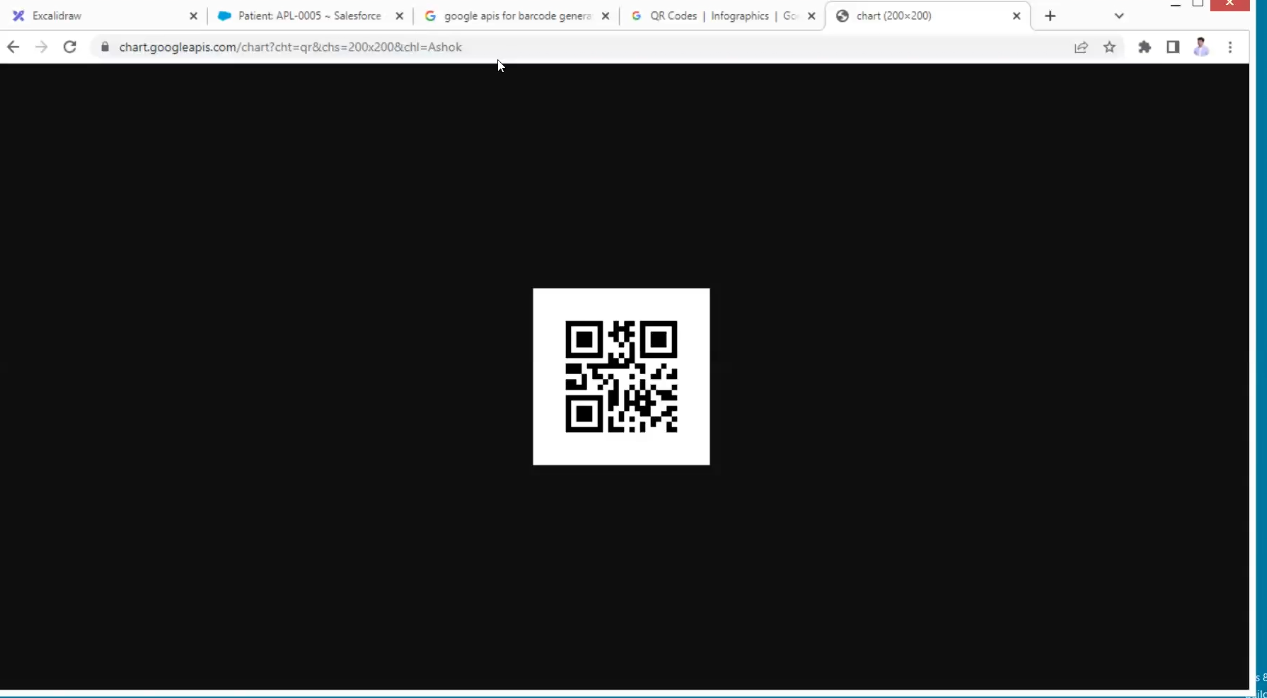 Excalidraw
Patient: APL-0005 ~ Salesforce
google apis for barcode genera
QR Codes | Infographics | Go
chart (200×200)
chart.googleapis.com/chart?cht=qr&chs=200x200&chl=Ashok